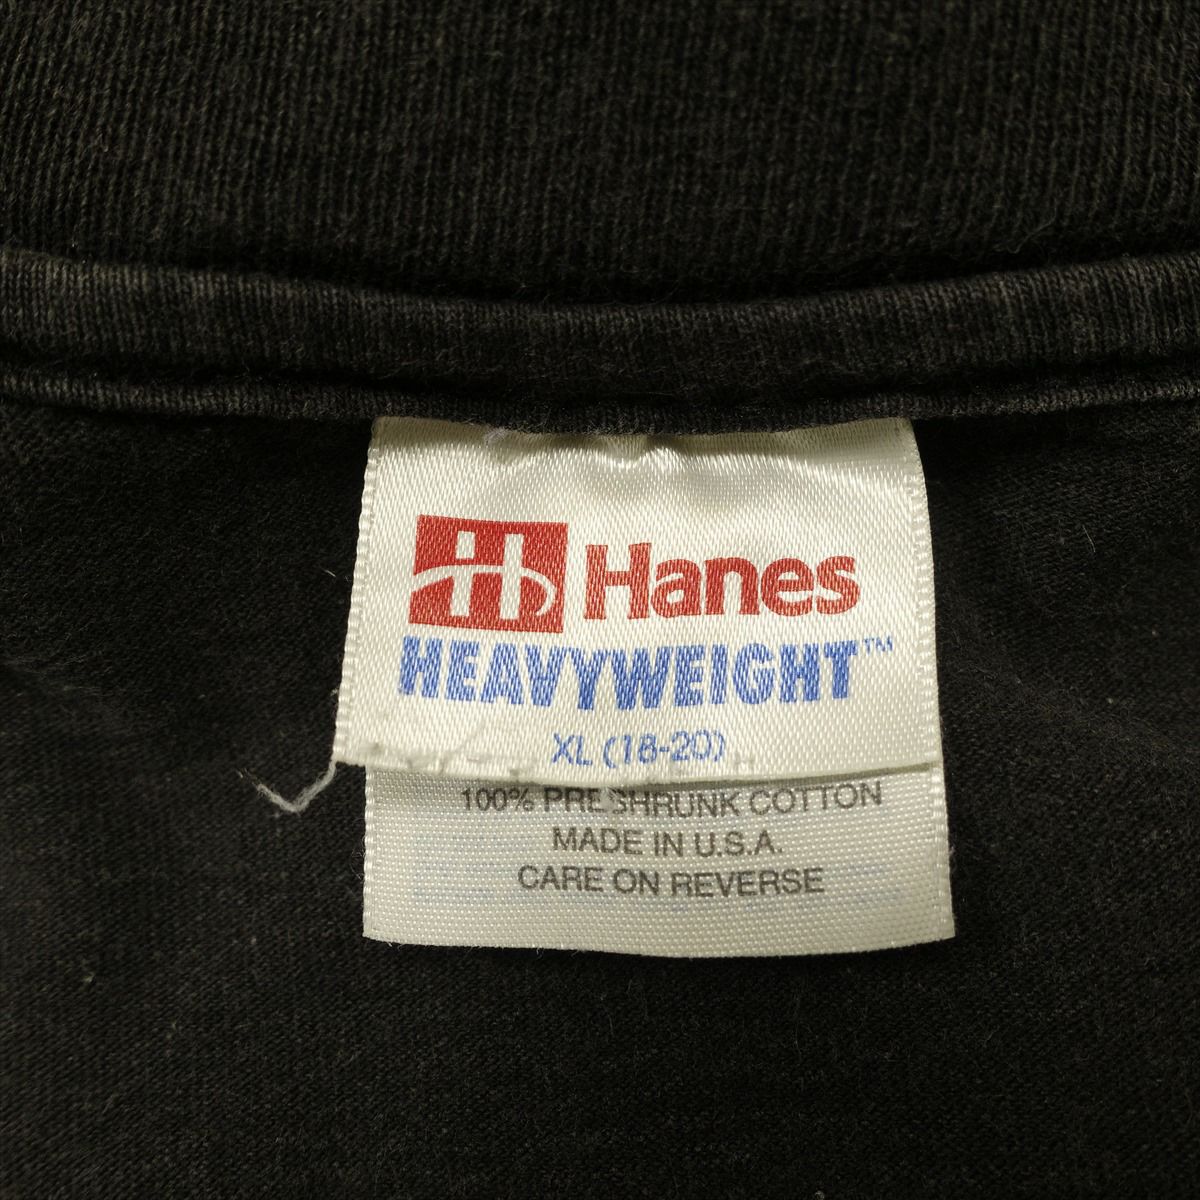 H Hanes
HEAVYWEIGHT™
XL (18-20)
100% PRESHRUNK COTTON
MADE IN U.S.A.
CARE ON REVERSE